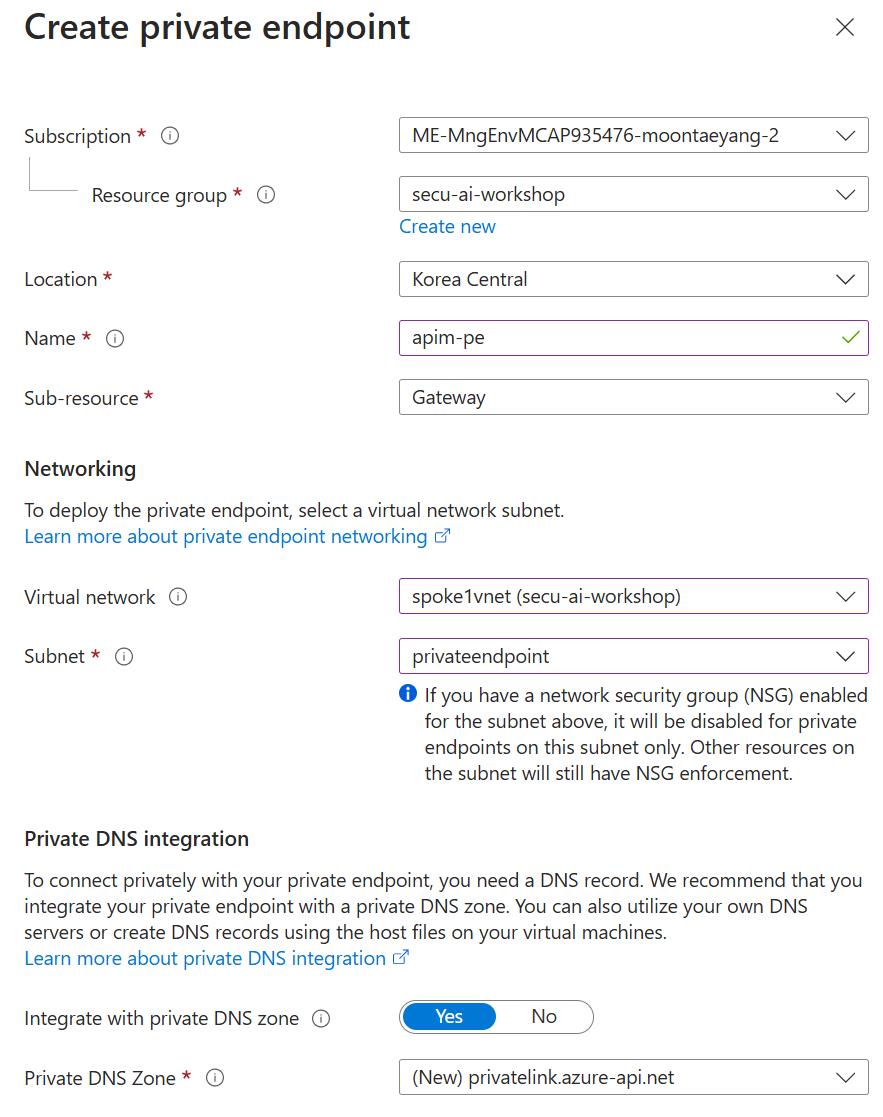 Create private endpoint
Subscription *
ME-MngEnvMCAP935476-moontaeyang-2
Resource group *
secu-ai-workshop
Create new
Location *
Korea Central
Name *
apim-pe
Sub-resource *
Gateway
Networking
To deploy the private endpoint, select a virtual network subnet.
Learn more about private endpoint networking
Virtual network
spoke1vnet (secu-ai-workshop)
Subnet *
privateendpoint
If you have a network security group (NSG) enabled
for the subnet above, it will be disabled for private
endpoints on this subnet only. Other resources on
the subnet will still have NSG enforcement.
Private DNS integration
To connect privately with your private endpoint, you need a DNS record. We recommend that you
integrate your private endpoint with a private DNS zone. You can also utilize your own DNS
servers or create DNS records using the host files on your virtual machines.
Learn more about private DNS integration
Integrate with private DNS zone
Yes No
Private DNS Zone *
(New) privatelink.azure-api.net